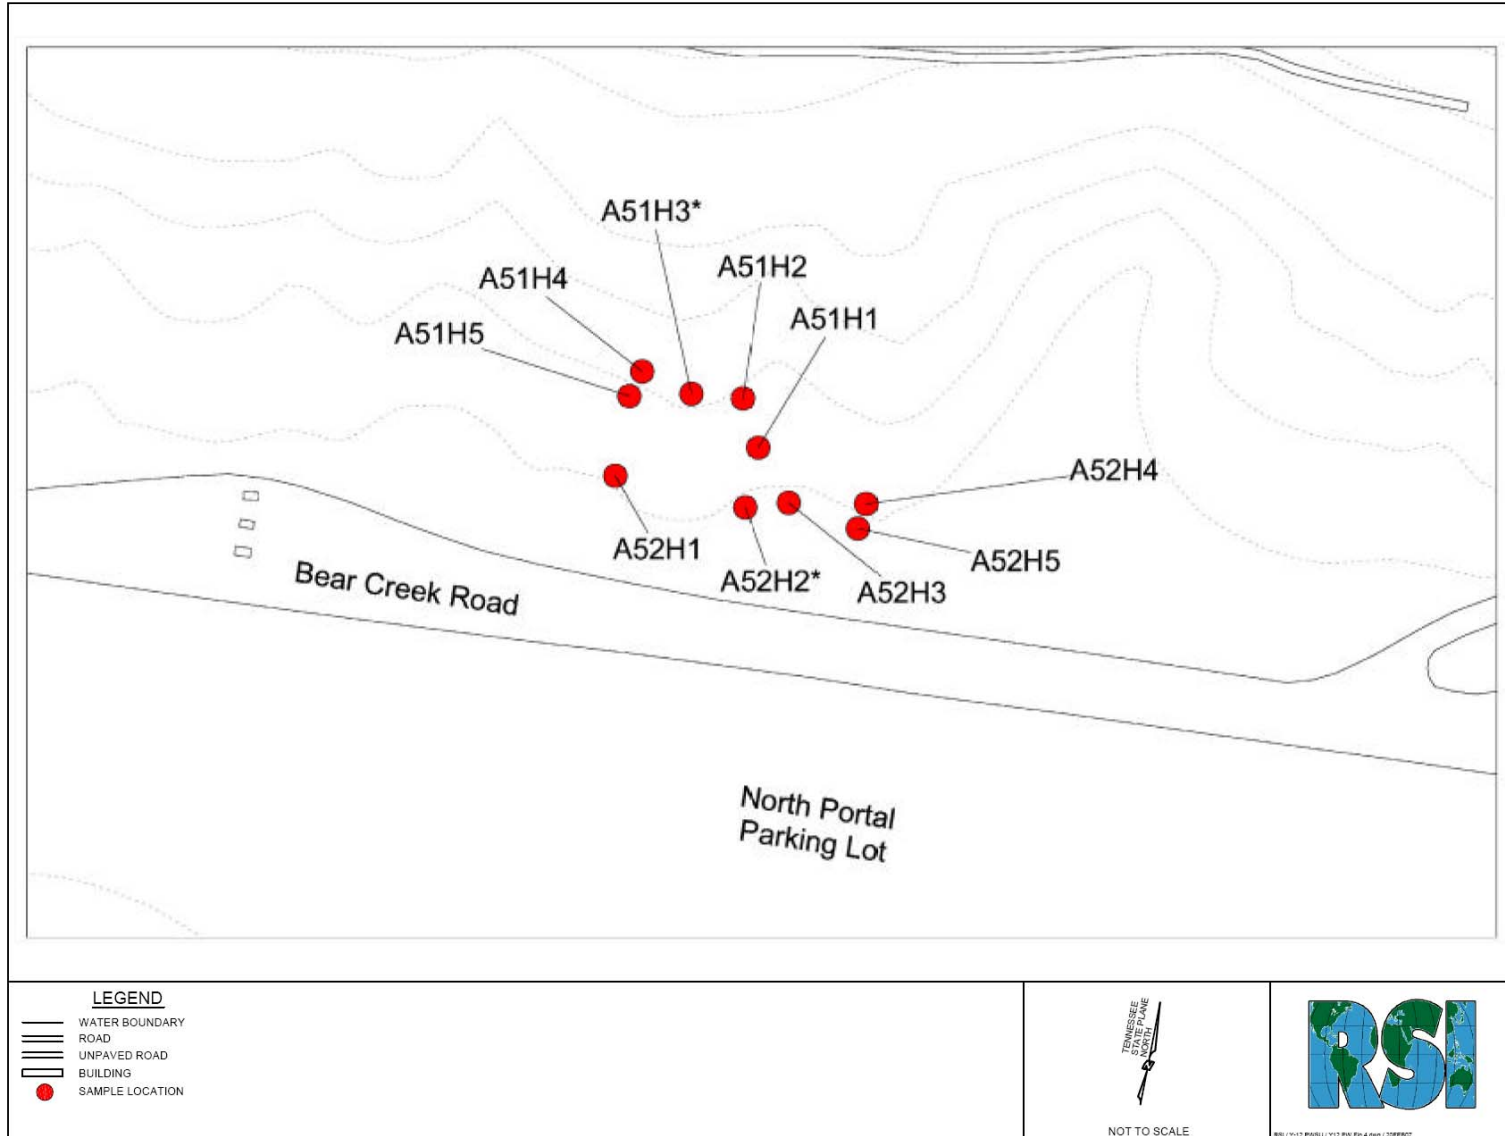 A51H3*
A51H2
A51H4
A51H1
A51H5
A52H4
A52H1
A52H5
A52H2*
A52H3
Bear Creek Road
North Portal
Parking Lot
LEGEND
WATER BOUNDARY
ROAD
UNPAVED ROAD
BUILDING
SAMPLE LOCATION
TENNESSEE
STATE PLANE
NORTH
NOT TO SCALE
RSI